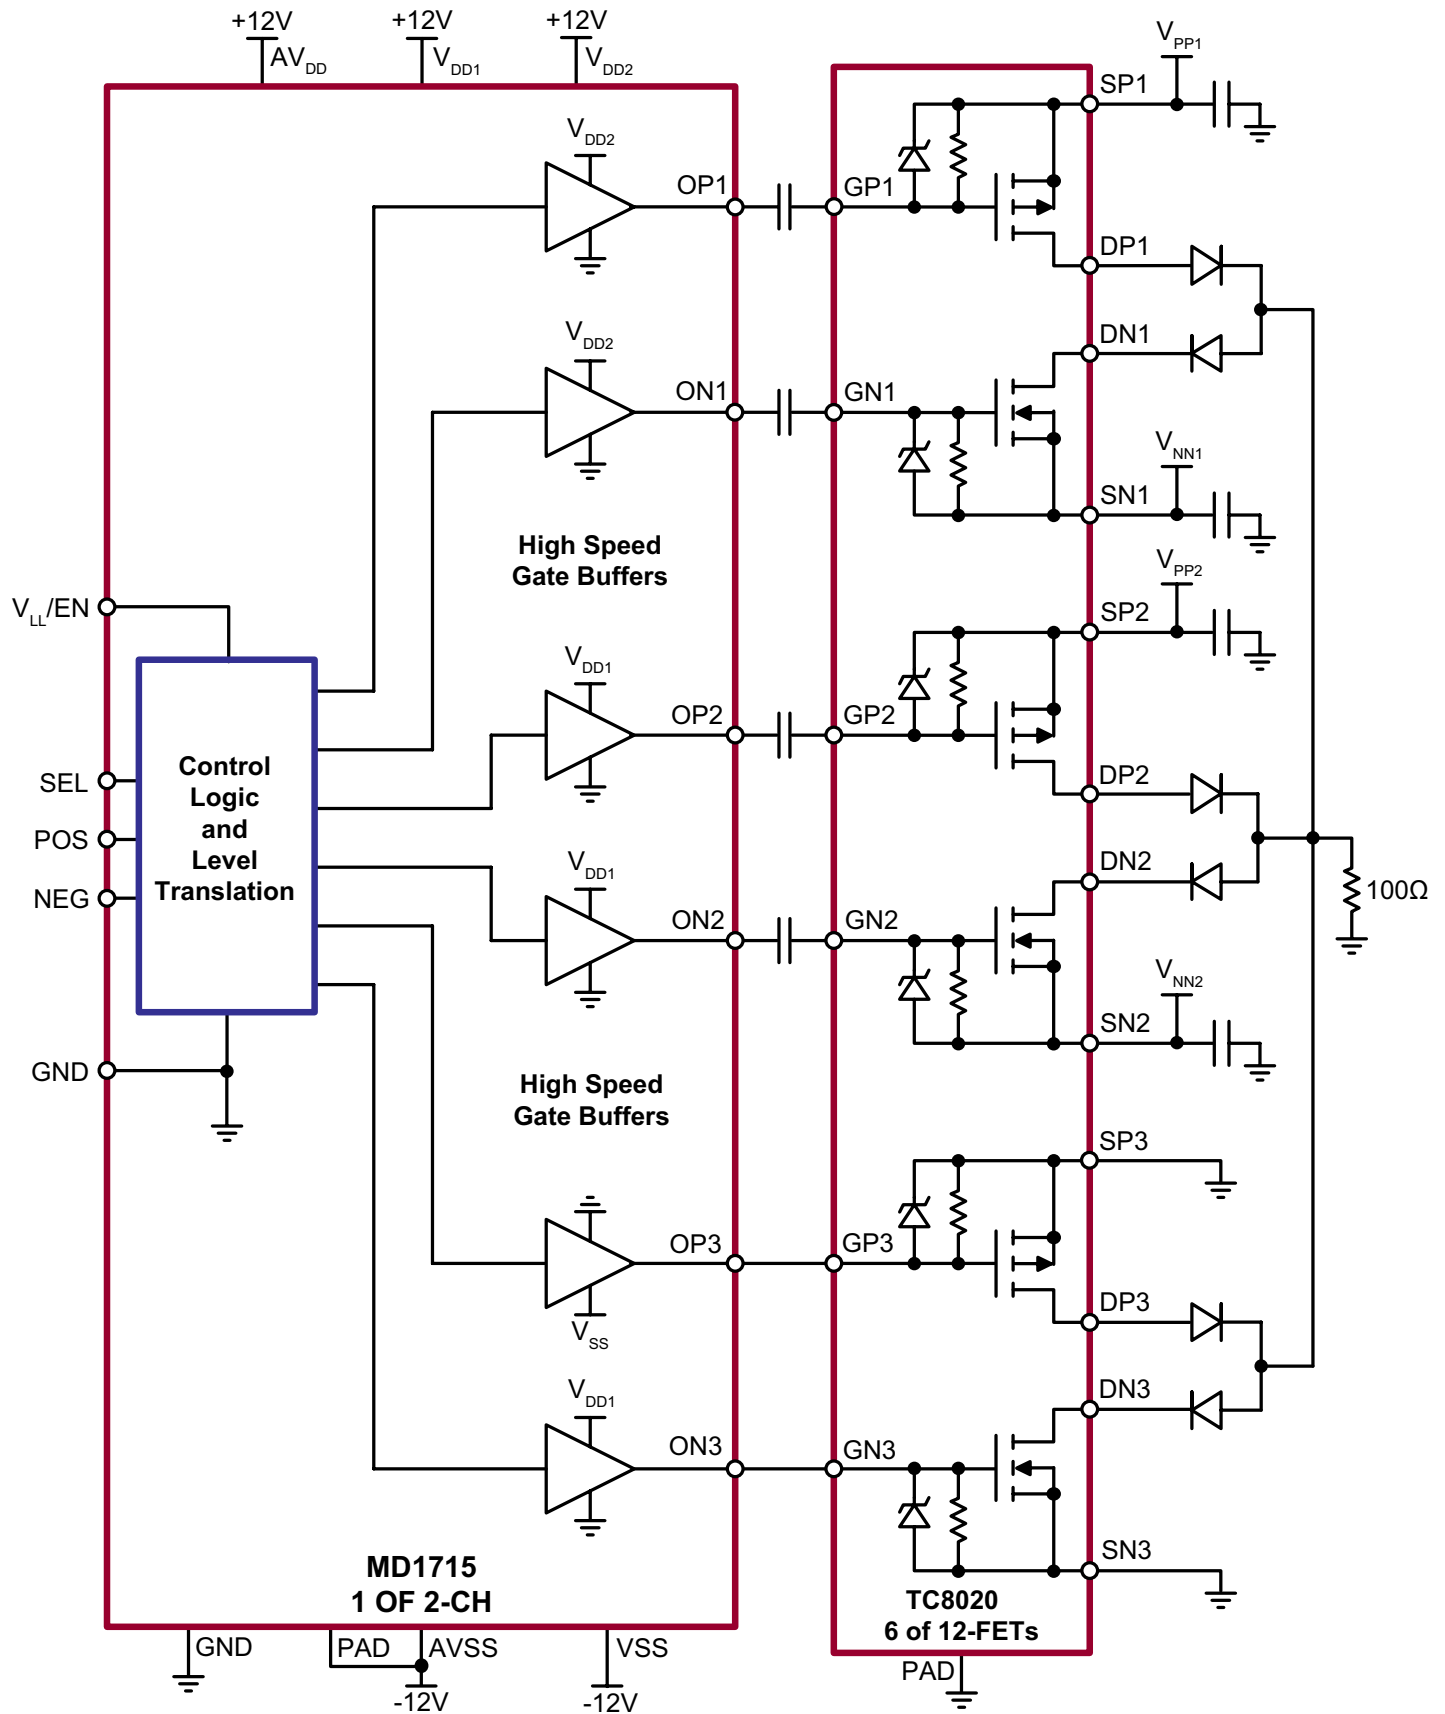 +12V
+12V
+12V
AVDD
VDD1
VDD2
VPP1
SP1
VDD2
OP1
GP1
DP1
VDD2
DN1
ON1
GN1
VNN1
SN1
High Speed
Gate Buffers
VPP2
VLL/EN
SP2
VDD1
OP2
GP2
Control
Logic
and
Level
Translation
SEL
POS
NEG
DP2
VDD1
DN2
100Ω
ON2
GN2
VNN2
SN2
GND
High Speed
Gate Buffers
SP3
OP3
GP3
VSS
DP3
VDD1
DN3
ON3
GN3
SN3
MD1715
1 OF 2-CH
TC8020
6 of 12-FETs
GND
PAD
AVSS
VSS
PAD
-12V
-12V